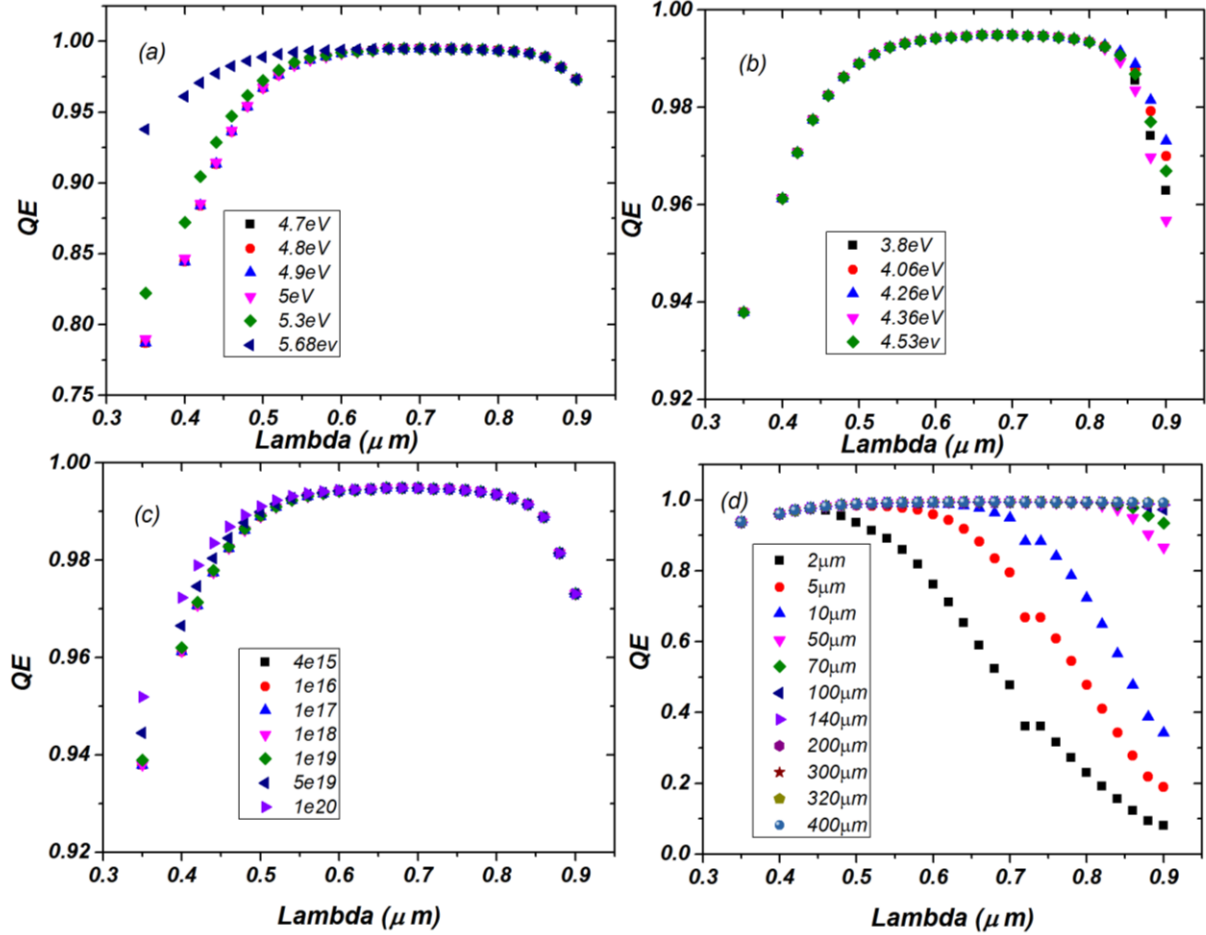 (a)
1.00
0.95
0.90
0.85
0.80
0.75
QE
4.7eV
4.8eV
4.9eV
5eV
5.3eV
5.68ev
0.3 0.4 0.5 0.6 0.7 0.8 0.9
Lambda (μ m)
(b)
1.00
0.98
0.96
0.94
0.92
QE
3.8eV
4.06eV
4.26eV
4.36eV
4.53ev
0.3 0.4 0.5 0.6 0.7 0.8 0.9
Lambda (μ m)
(c)
1.00
0.98
0.96
0.94
0.92
QE
4e15
1e16
1e17
1e18
1e19
5e19
1e20
0.3 0.4 0.5 0.6 0.7 0.8 0.9
Lambda (μ m)
(d)
1.0
0.8
0.6
0.4
0.2
0.0
QE
2μm
5μm
10μm
50μm
70μm
100μm
140μm
200μm
300μm
320μm
400μm
0.3 0.4 0.5 0.6 0.7 0.8 0.9
Lambda (μ m)